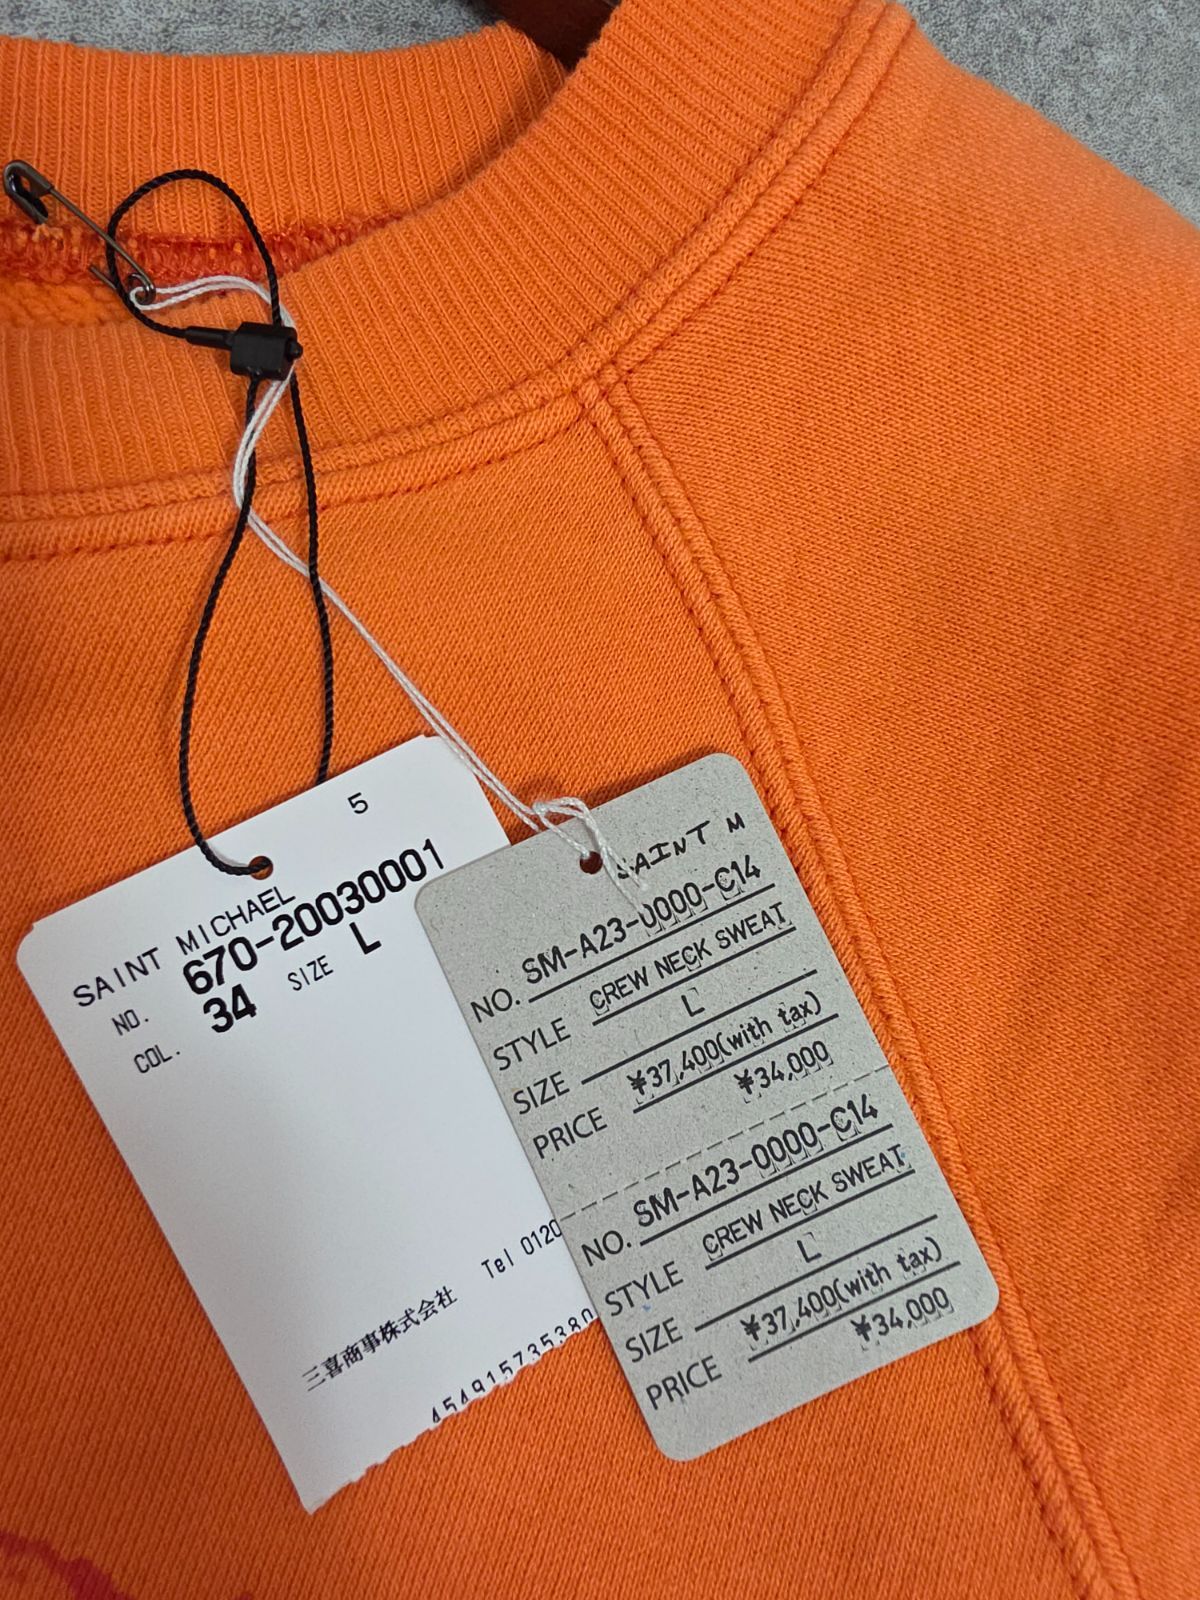 5
SAINT MICHAEL
NO. 670-20030001
COL. 34 SIZE L
三喜商事株式会社 Tel 0120
454915735380
SAINT M
NO. SM-A23-0000-C14
STYLE CREW NECK SWEAT
SIZE L
PRICE ¥37,400(with tax)
¥34,000
NO. SM-A23-0000-C14
STYLE CREW NECK SWEAT
SIZE L
PRICE ¥37,400(with tax)
¥34,000